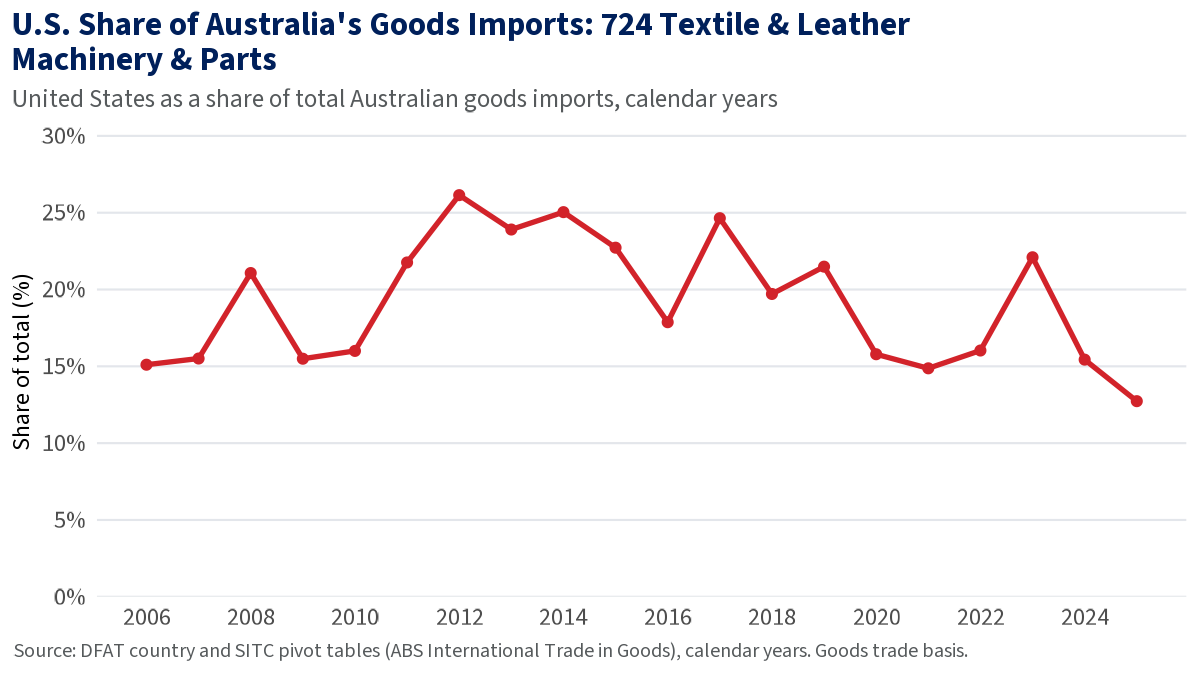 U.S. Share of Australia's Goods Imports: 724 Textile & Leather
Machinery & Parts
United States as a share of total Australian goods imports, calendar years
Share of total (%)
30%
25%
20%
15%
10%
5%
0%
2006 2008 2010 2012 2014 2016 2018 2020 2022 2024
Source: DFAT country and SITC pivot tables (ABS International Trade in Goods), calendar years. Goods trade basis.